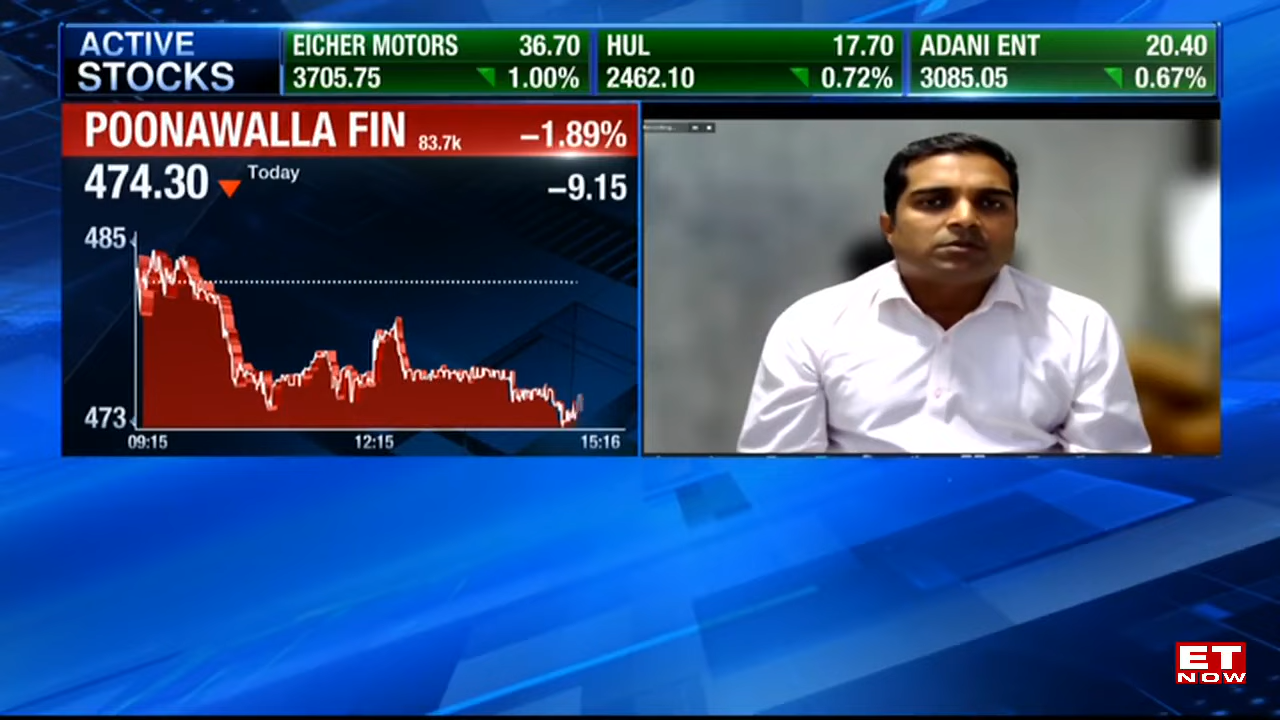 ACTIVE
STOCKS
EICHER MOTORS 36.70
3705.75 1.00%
HUL 17.70
2462.10 0.72%
ADANI ENT 20.40
3085.05 0.67%
POONAWALLA FIN 83.7k −1.89%
474.30 Today −9.15
485
473
09:15 12:15 15:16
ET
NOW